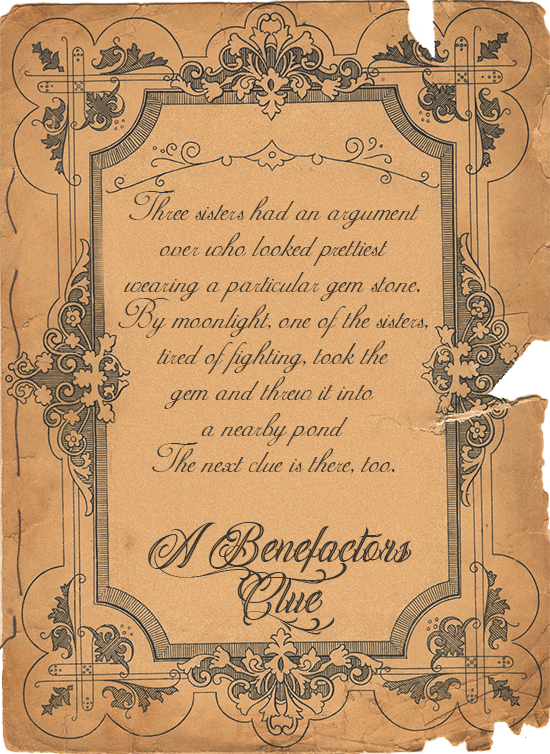 Three sisters had an argument
over who looked prettiest
wearing a particular gem stone.
By moonlight, one of the sisters,
tired of fighting, took the
gem and threw it into
a nearby pond
The next clue is there, too.
A Benefactors
Clue